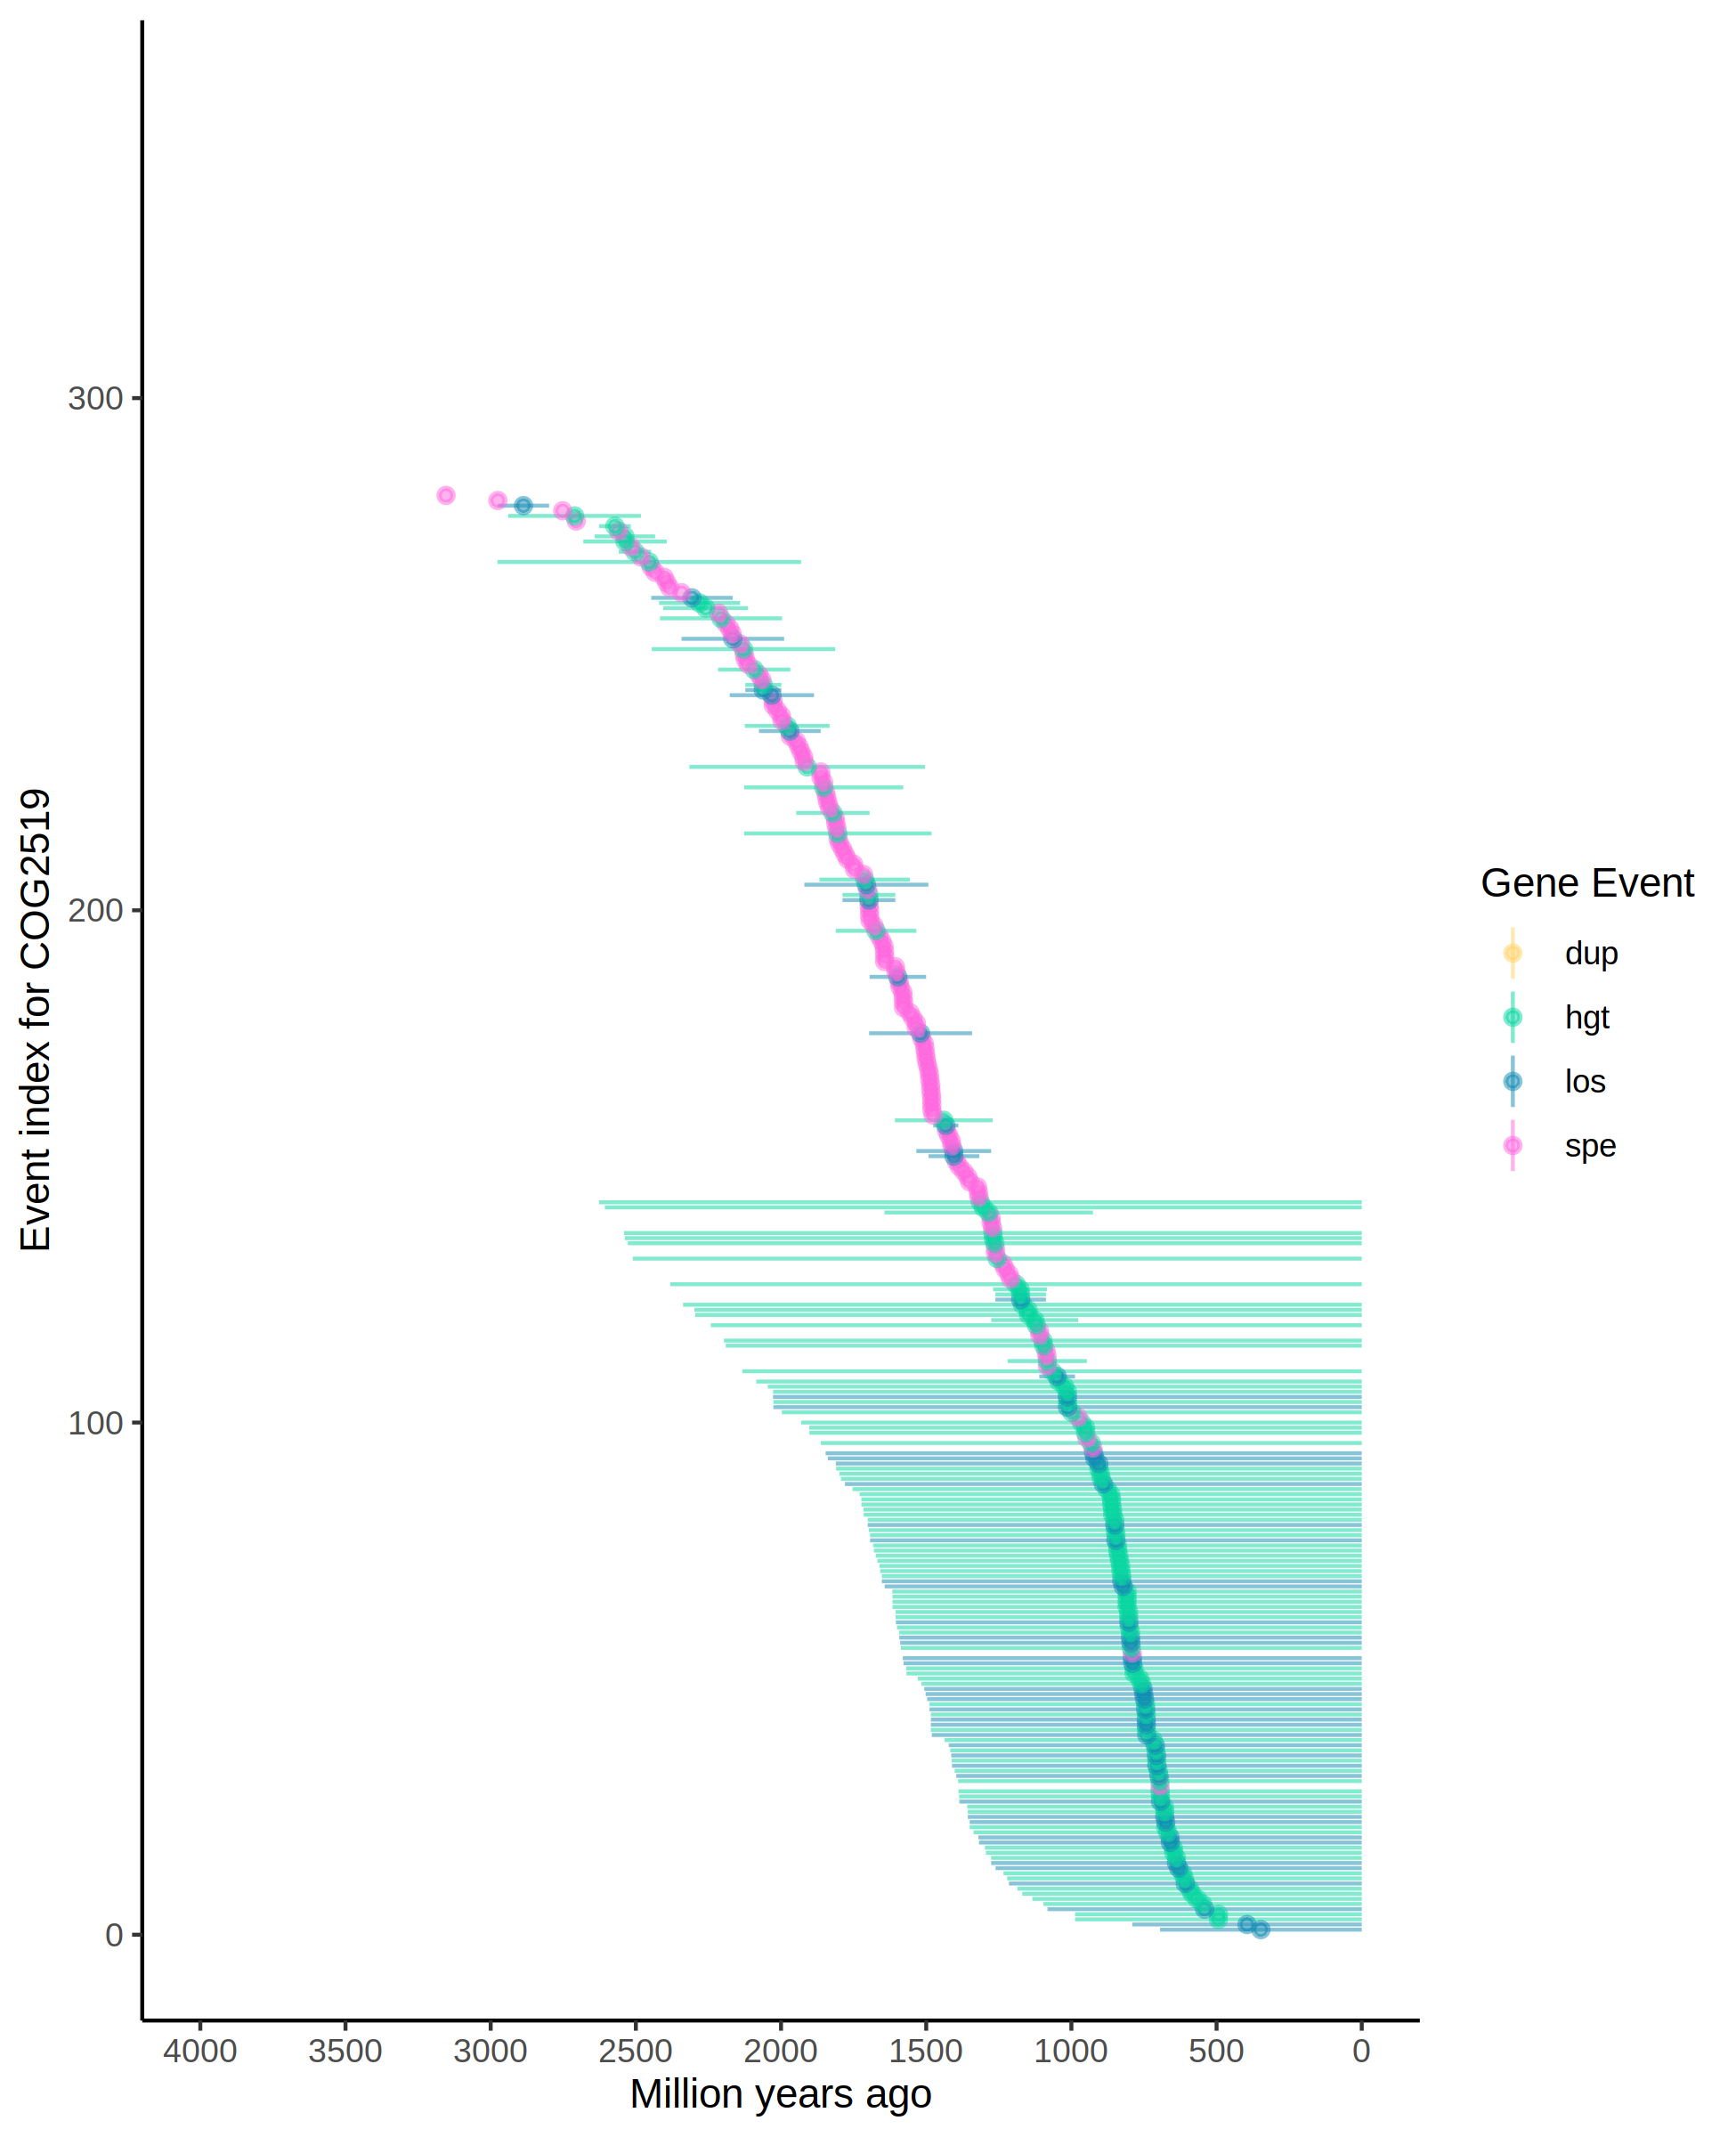 Event index for COG2519
300
200
100
0
4000 3500 3000 2500 2000 1500 1000 500 0
Million years ago
Gene Event
dup
hgt
los
spe